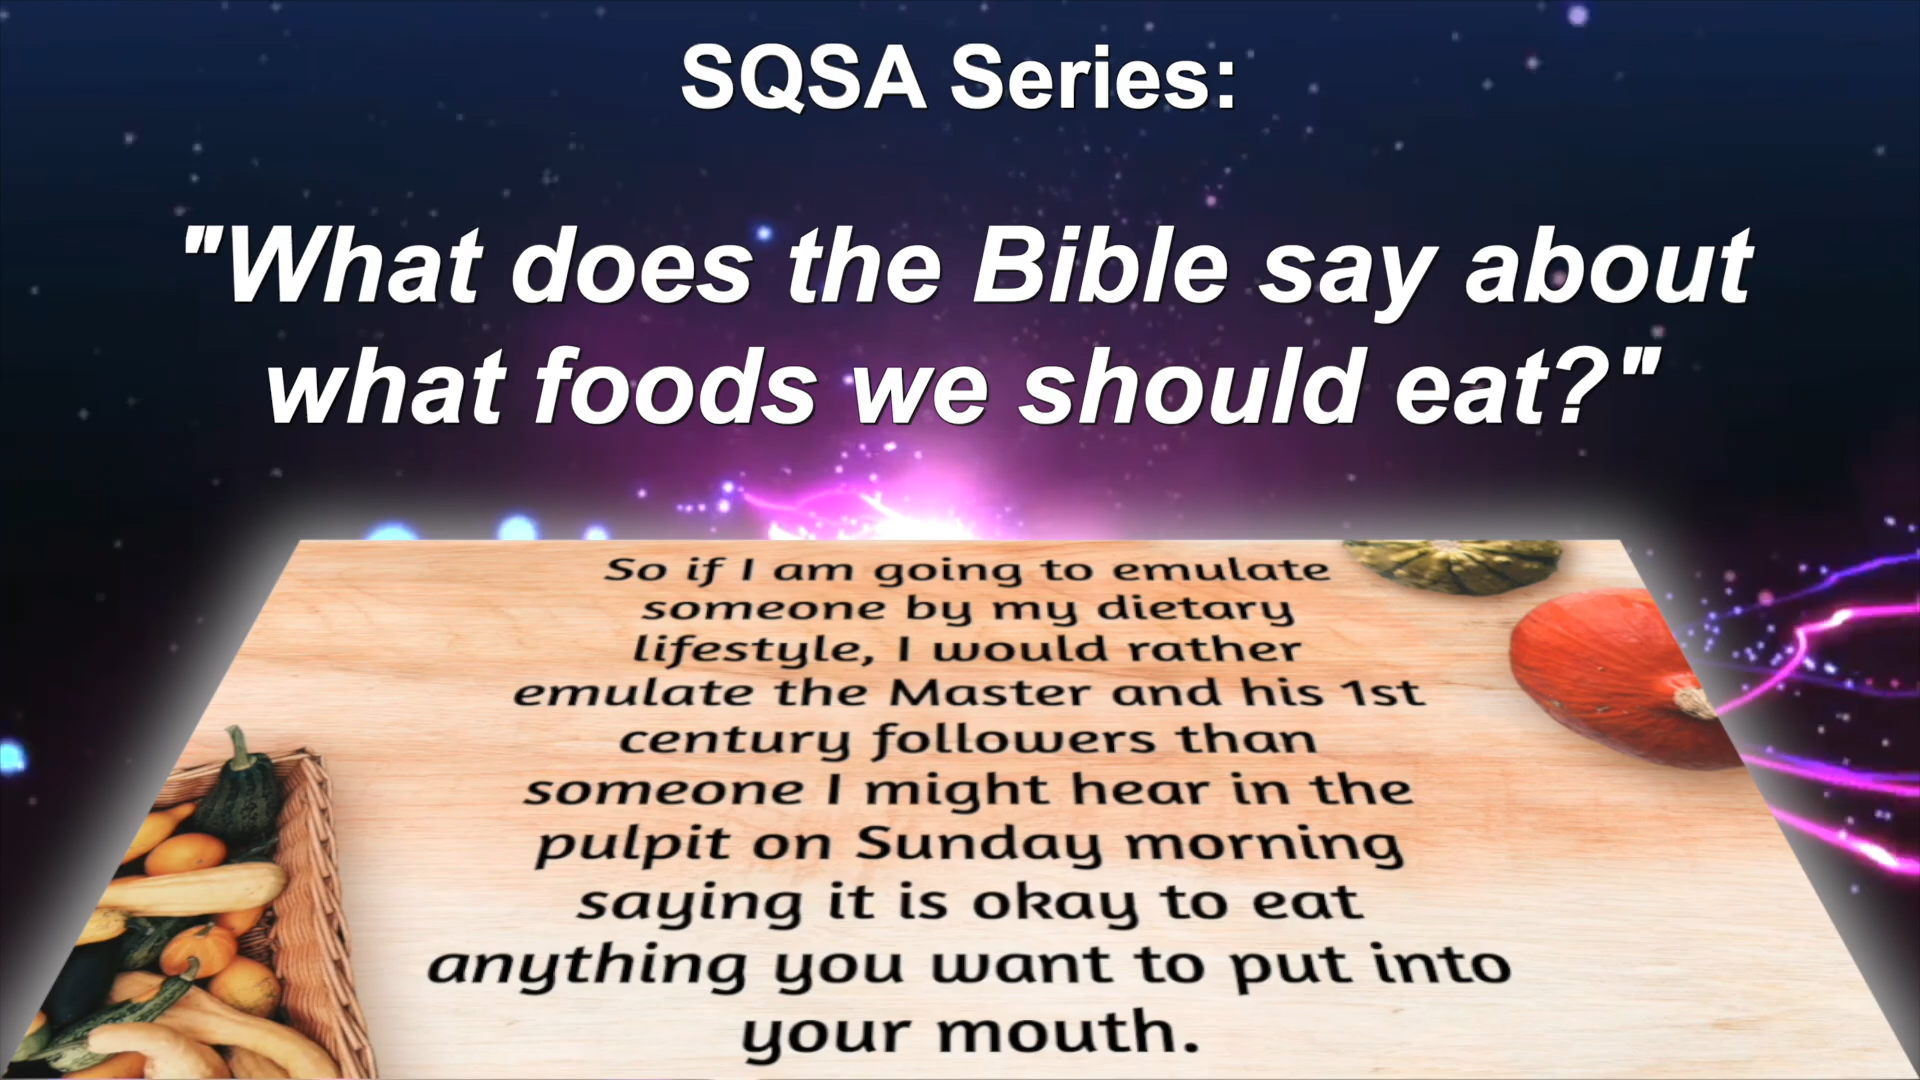 SQSA Series:
"What does the Bible say about
what foods we should eat?"
So if I am going to emulate
someone by my dietary
lifestyle, I would rather
emulate the Master and his 1st
century followers than
someone I might hear in the
pulpit on Sunday morning
saying it is okay to eat
anything you want to put into
your mouth.